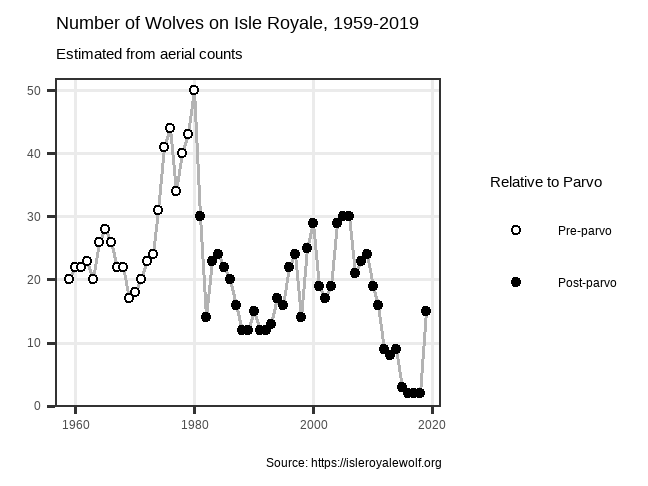 Number of Wolves on Isle Royale, 1959-2019
Estimated from aerial counts
50
40
30
20
10
0
1960
1980
2000
2020
Relative to Parvo
Pre-parvo
Post-parvo
Source: https://isleroyalewolf.org